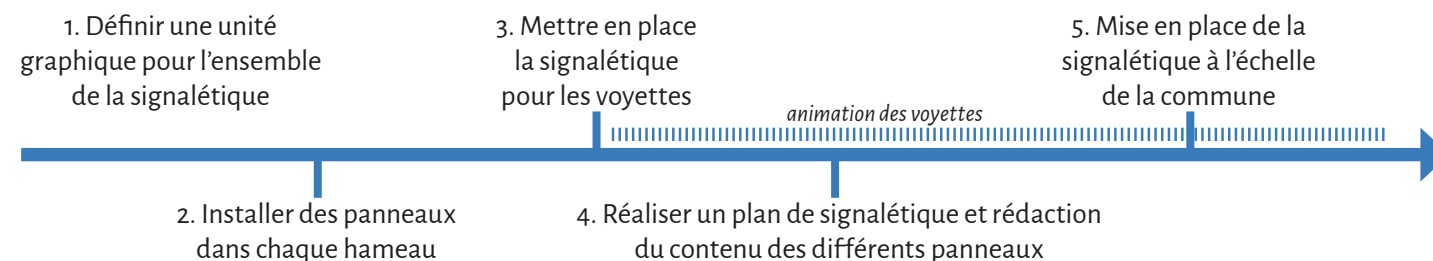 1. Définir une unité
graphique pour l'ensemble
de la signalétique
3. Mettre en place
la signalétique
pour les voyettes
5. Mise en place de la
signalétique à l'échelle
de la commune
animation des voyettes
2. Installer des panneaux
dans chaque hameau
4. Réaliser un plan de signalétique et rédaction
du contenu des différents panneaux